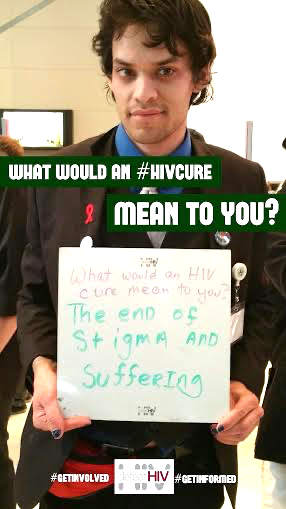 WHAT WOULD AN #HIVCURE
MEAN TO YOU?
What would an HIV
cure mean to you?
The end of
Stigma AND
Suffering
HIV
#GETINVOLVED
HIV
#GETINFORMED